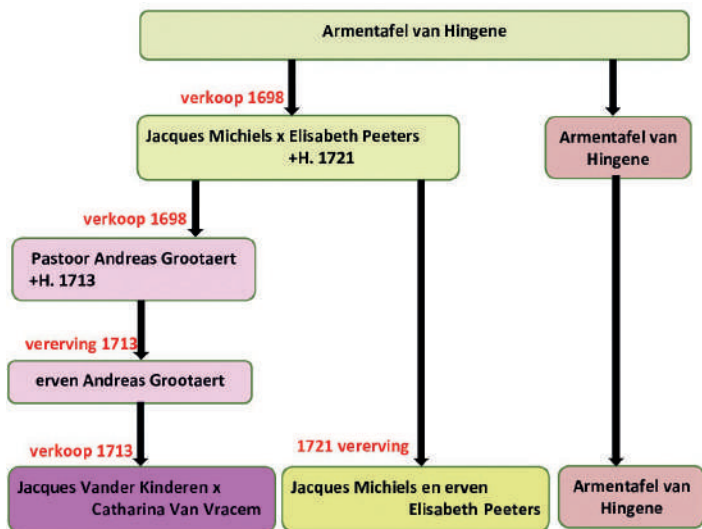 Armentafel van Hingene
verkoop 1698
Jacques Michiels x Elisabeth Peeters
+H. 1721
Armentafel van
Hingene
verkoop 1698
Pastoor Andreas Grootaert
+H. 1713
vererving 1713
erven Andreas Grootaert
verkoop 1713
1721 vererving
Jacques Vander Kinderen x
Catharina Van Vracem
Jacques Michiels en erven
Elisabeth Peeters
Armentafel van
Hingene